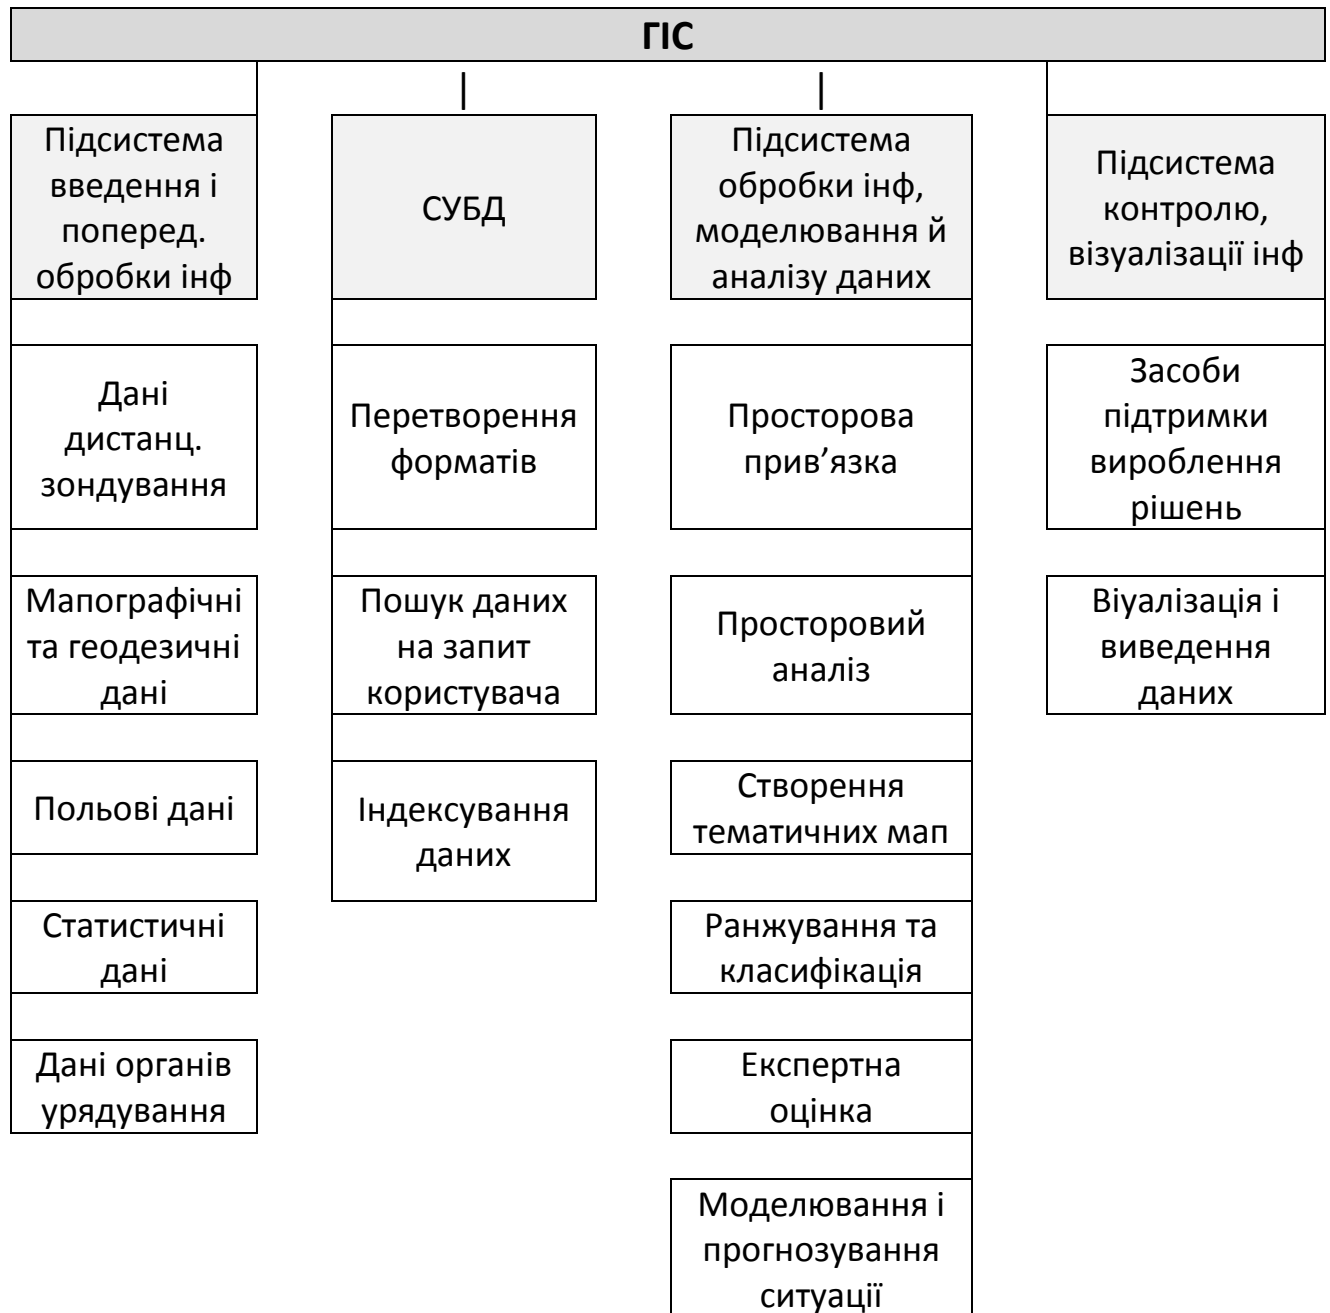 ГІС
Підсистема
введення і
поперед.
обробки інф
СУБД
Підсистема
обробки інф,
моделювання й
аналізу даних
Підсистема
контролю,
візуалізації інф
Дані
дистанц.
зондування
Перетворення
форматів
Просторова
прив’язка
Засоби
підтримки
вироблення
рішень
Мапографічні
та геодезичні
дані
Пошук даних
на запит
користувача
Просторовий
аналіз
Віуалізація і
виведення
даних
Польові дані
Індексування
даних
Створення
тематичних мап
Статистичні
дані
Ранжування та
класифікація
Дані органів
урядування
Експертна
оцінка
Моделювання і
прогнозування
ситуації